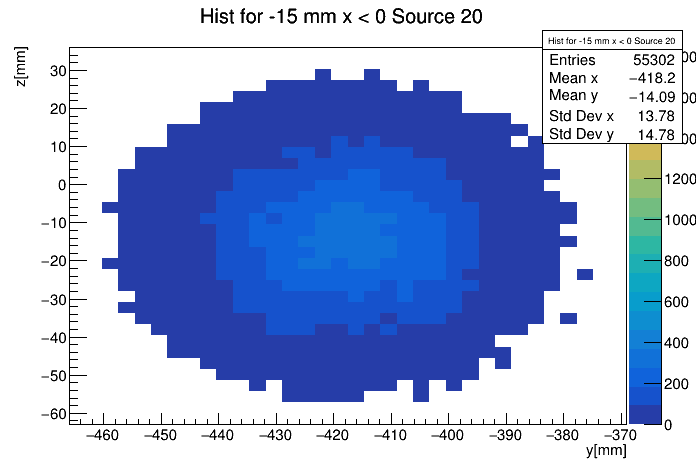 Hist for -15 mm x < 0 Source 20
Hist for -15 mm x < 0 Source 20
Entries 55302
Mean x −418.2
Mean y −14.09
Std Dev x 13.78
Std Dev y 14.78
z[mm]
30
20
10
0
−10
−20
−30
−40
−50
−60
−460 −450 −440 −430 −420 −410 −400 −390 −380 −370
y[mm]
1200
1000
800
600
400
200
0